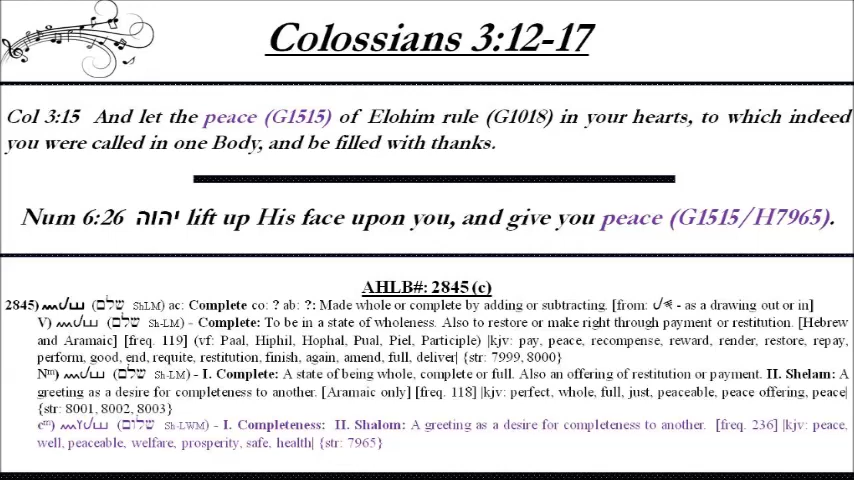 Colossians 3:12-17
Col 3:15 And let the peace (G1515) of Elohim rule (G1018) in your hearts, to which indeed
you were called in one Body, and be filled with thanks.
Num 6:26 יהוה lift up His face upon you, and give you peace (G1515/H7965).
AHLB#: 2845 (c)
2845) (שלם ShLM) ac: Complete co: ? ab: ?: Made whole or complete by adding or subtracting. [from: - as a drawing out or in]
V) (שלם Sh-LM) - Complete: To be in a state of wholeness. Also to restore or make right through payment or restitution. [Hebrew
and Aramaic] [freq. 119] (vf: Paal, Hiphil, Hophal, Pual, Piel, Participle) |kjv: pay, peace, recompense, reward, render, restore, repay,
perform, good, end, requite, restitution, finish, again, amend, full, deliver| {str: 7999, 8000}
Nm) (שלם Sh-LM) - I. Complete: A state of being whole, complete or full. Also an offering of restitution or payment. II. Shelam: A
greeting as a desire for completeness to another. [Aramaic only] [freq. 118] |kjv: perfect, whole, full, just, peaceable, peace offering, peace|
{str: 8001, 8002, 8003}
cm) (שלום Sh-LWM) - I. Completeness: II. Shalom: A greeting as a desire for completeness to another. [freq. 236] |kjv: peace,
well, peaceable, welfare, prosperity, safe, health| {str: 7965}